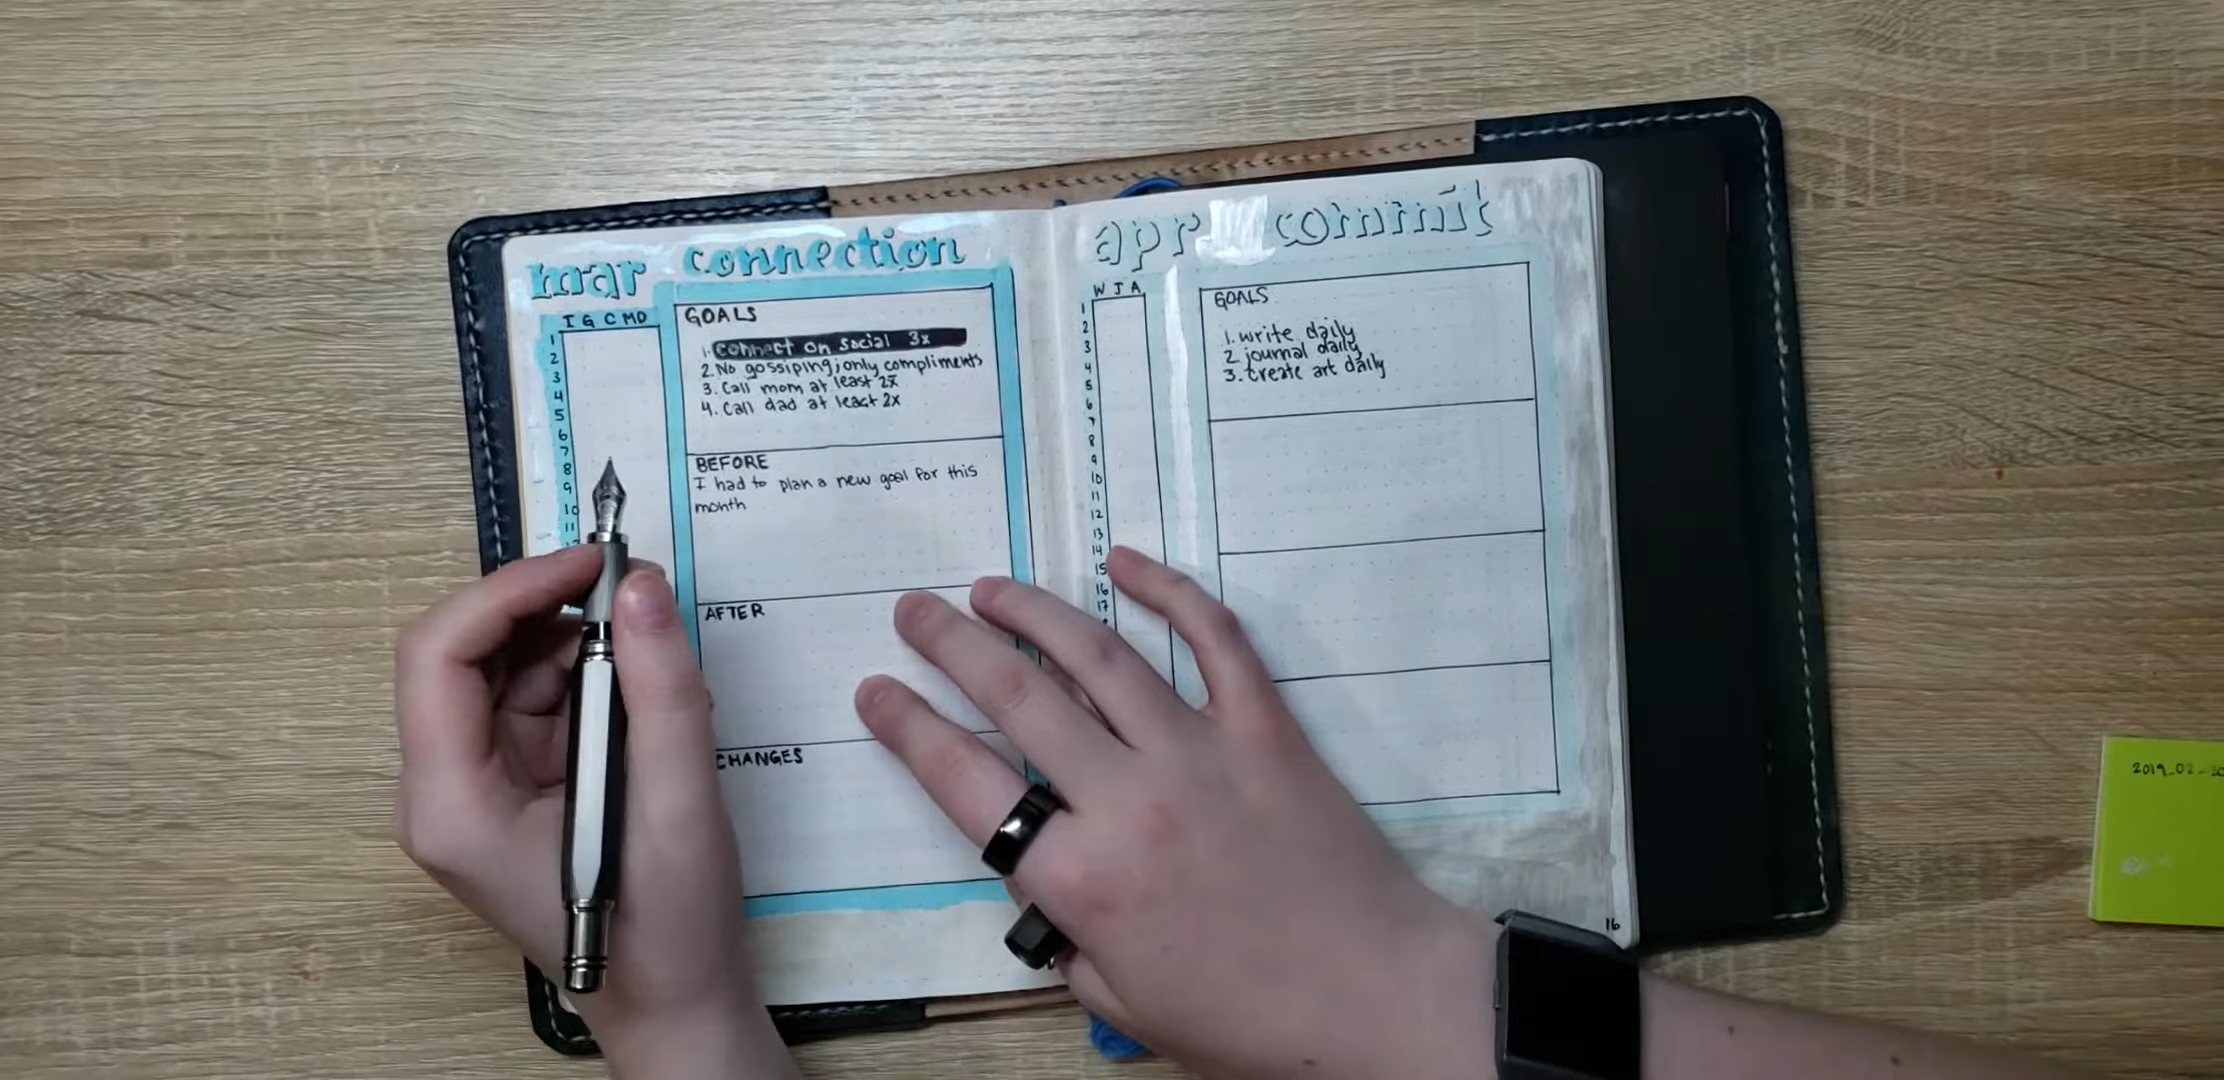 mar connection
I G C M D
1
2
3
4
5
6
7
8
9
10
11
GOALS
1. connect on social 3x
2. No gossiping; only compliments
3. Call mom at least 2x
4. Call dad at least 2x
BEFORE
I had to plan a new goal for this
month
AFTER
CHANGES
apr commit
W J A
1
2
3
4
5
6
7
8
9
10
11
12
13
14
15
16
17
GOALS
1. write daily
2 journal daily
3. create art daily
16
2019_02-20